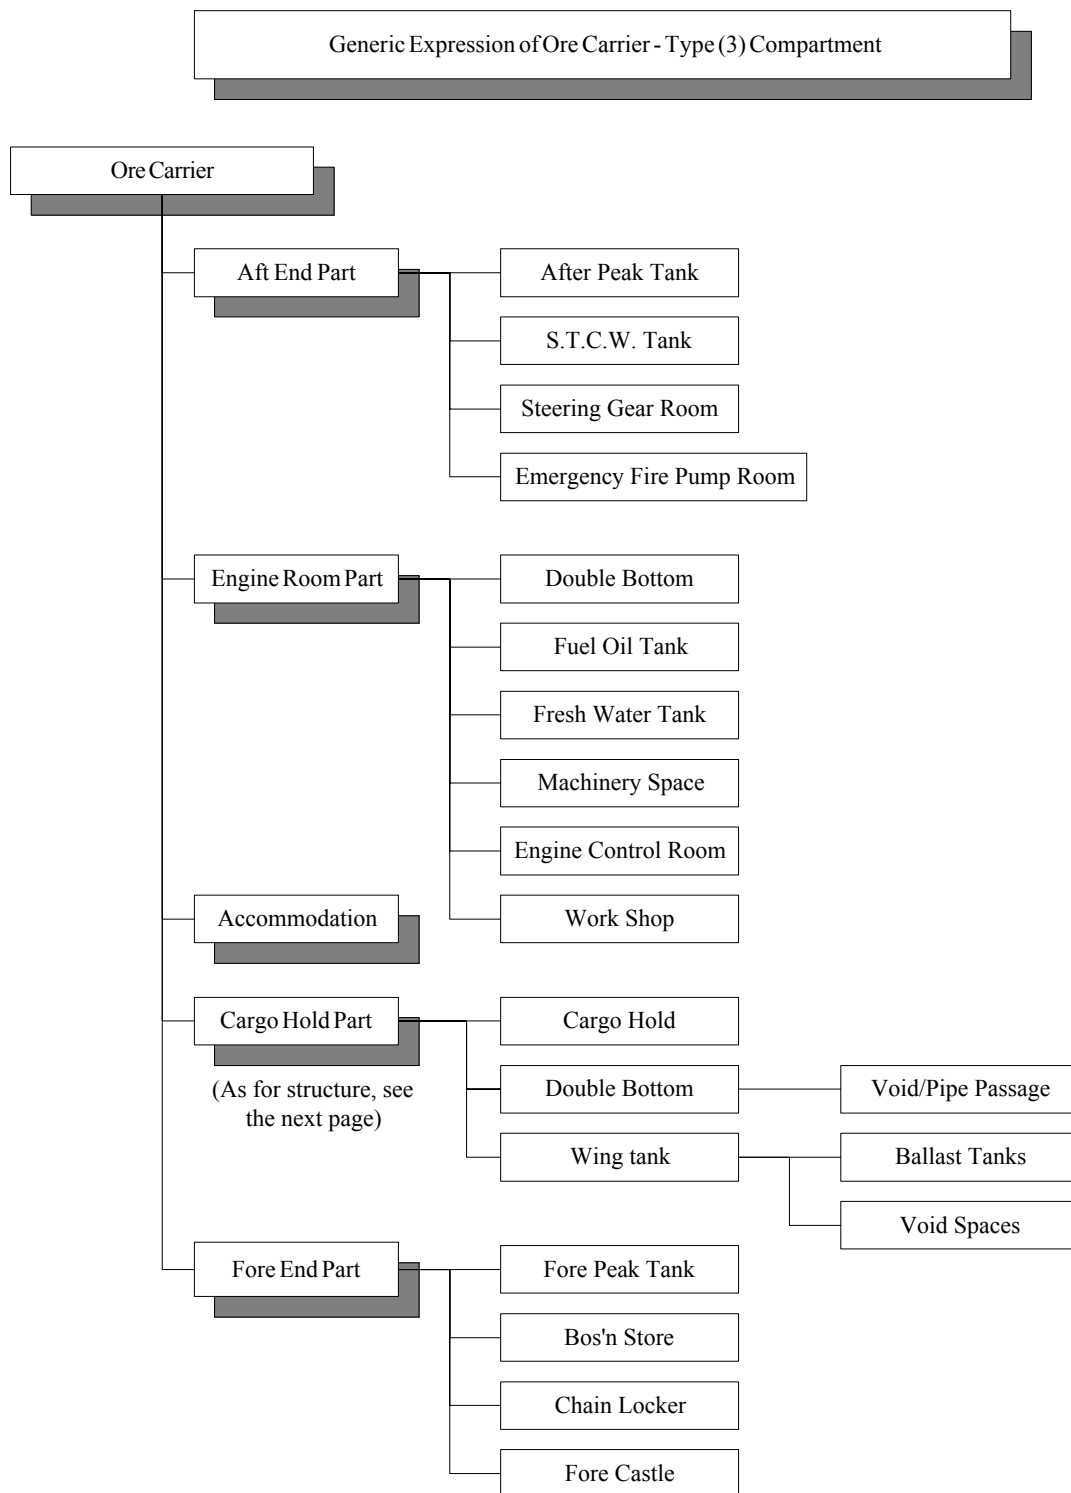 Generic Expression of Ore Carrier - Type (3) Compartment
Ore Carrier
Aft End Part
After Peak Tank
S.T.C.W. Tank
Steering Gear Room
Emergency Fire Pump Room
Engine Room Part
Double Bottom
Fuel Oil Tank
Fresh Water Tank
Machinery Space
Engine Control Room
Work Shop
Accommodation
Cargo Hold Part
(As for structure, see
the next page)
Cargo Hold
Double Bottom
Void/Pipe Passage
Wing tank
Ballast Tanks
Void Spaces
Fore End Part
Fore Peak Tank
Bos'n Store
Chain Locker
Fore Castle